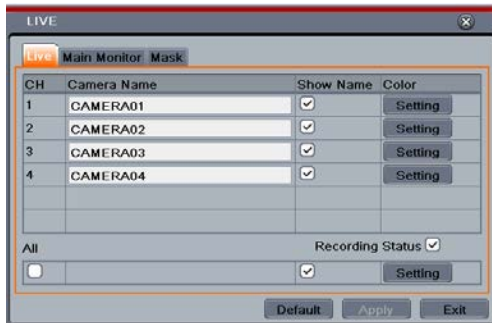 LIVE
Live Main Monitor Mask
CH Camera Name Show Name Color
1 CAMERA01 Setting
2 CAMERA02 Setting
3 CAMERA03 Setting
4 CAMERA04 Setting
All Recording Status
Setting
Default Apply Exit